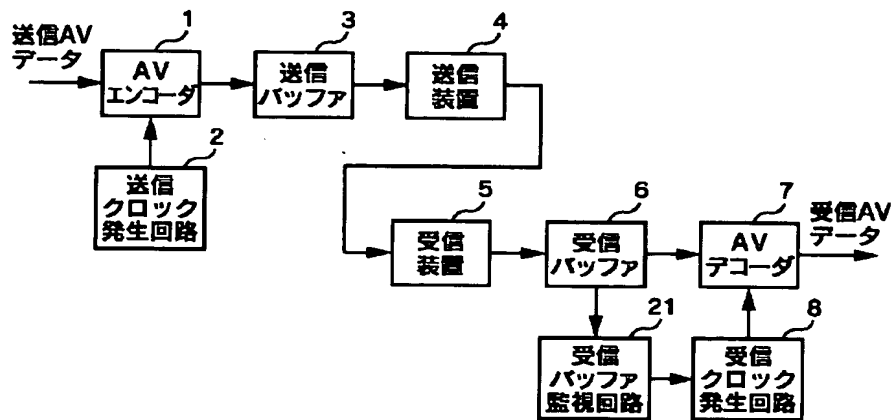 送信AV
データ
1
AV
エンコーダ
2
送信
クロック
発生回路
3
送信
バッファ
4
送信
装置
5
受信
装置
6
受信
バッファ
7
AV
デコーダ
受信AV
データ
21
受信
バッファ
監視回路
8
受信
クロック
発生回路